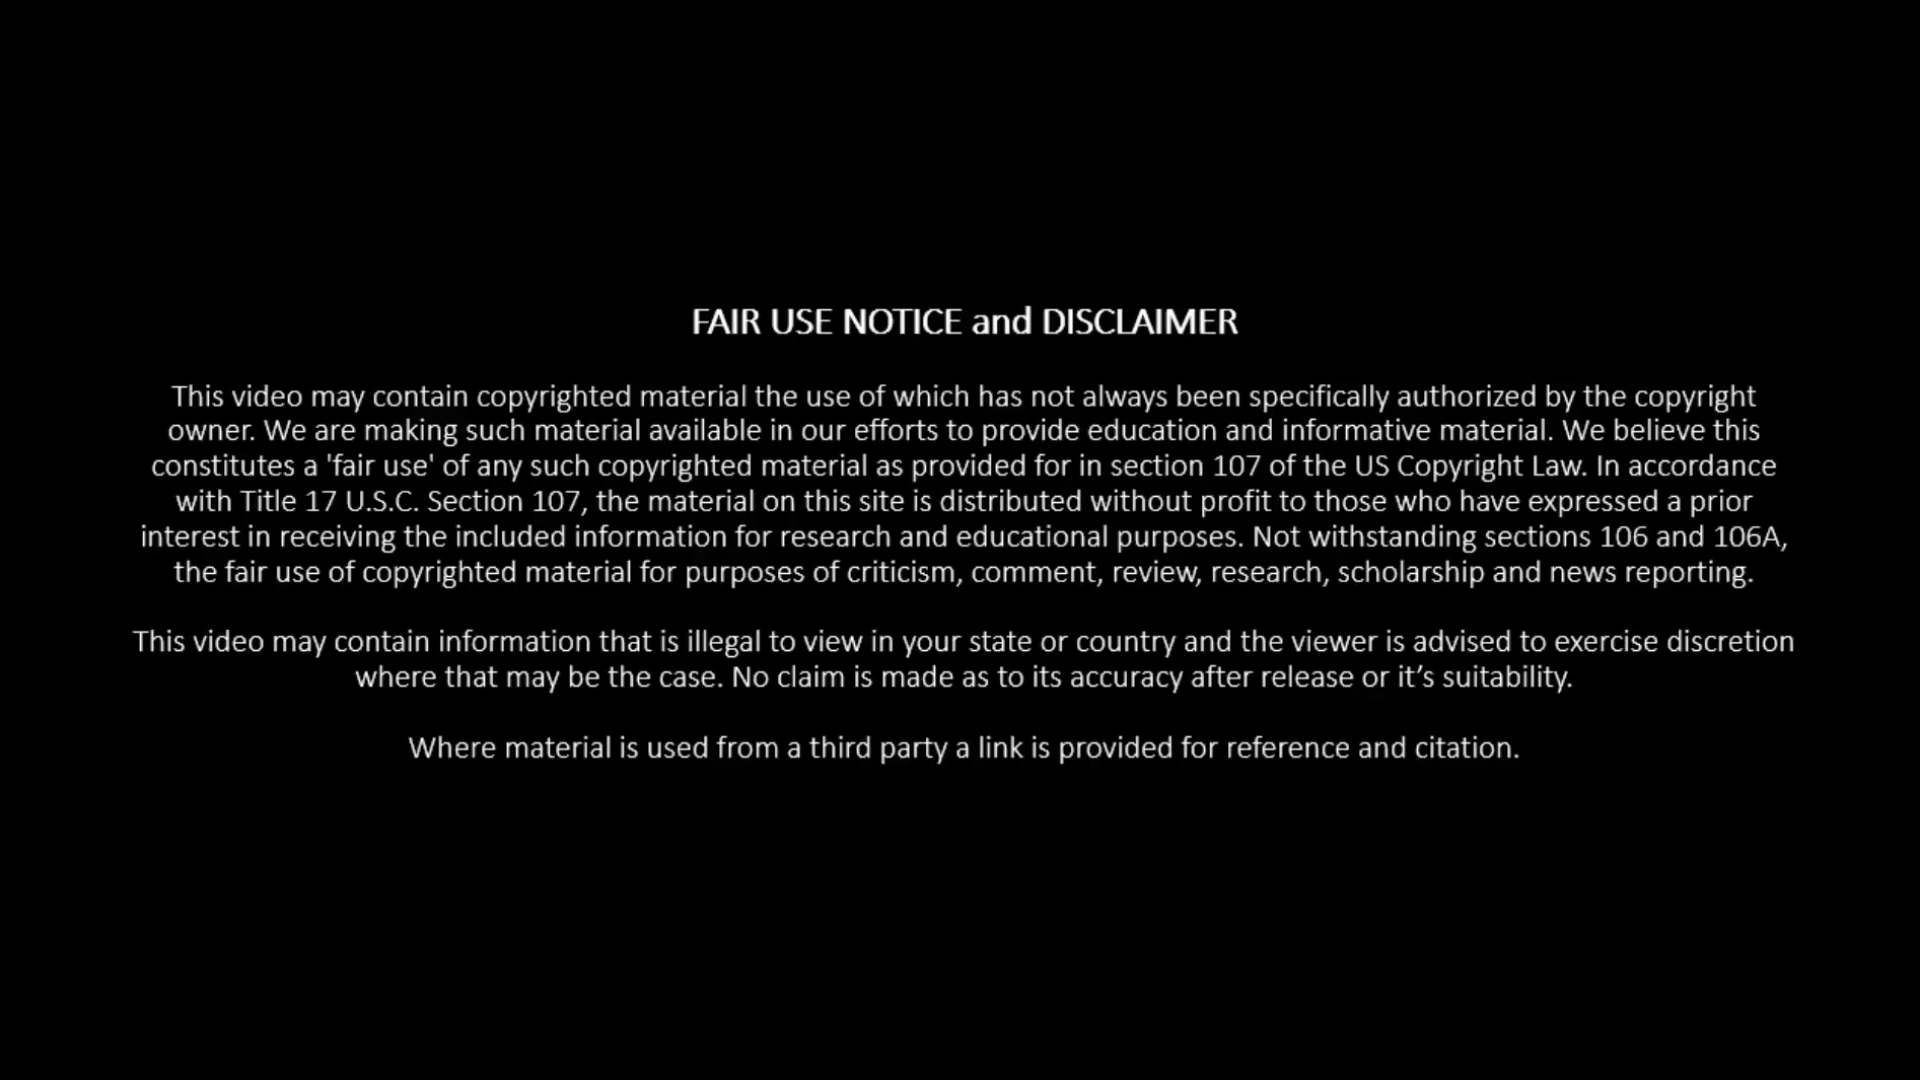 FAIR USE NOTICE and DISCLAIMER
This video may contain copyrighted material the use of which has not always been specifically authorized by the copyright
owner. We are making such material available in our efforts to provide education and informative material. We believe this
constitutes a 'fair use' of any such copyrighted material as provided for in section 107 of the US Copyright Law. In accordance
with Title 17 U.S.C. Section 107, the material on this site is distributed without profit to those who have expressed a prior
interest in receiving the included information for research and educational purposes. Not withstanding sections 106 and 106A,
the fair use of copyrighted material for purposes of criticism, comment, review, research, scholarship and news reporting.
This video may contain information that is illegal to view in your state or country and the viewer is advised to exercise discretion
where that may be the case. No claim is made as to its accuracy after release or it’s suitability.
Where material is used from a third party a link is provided for reference and citation.